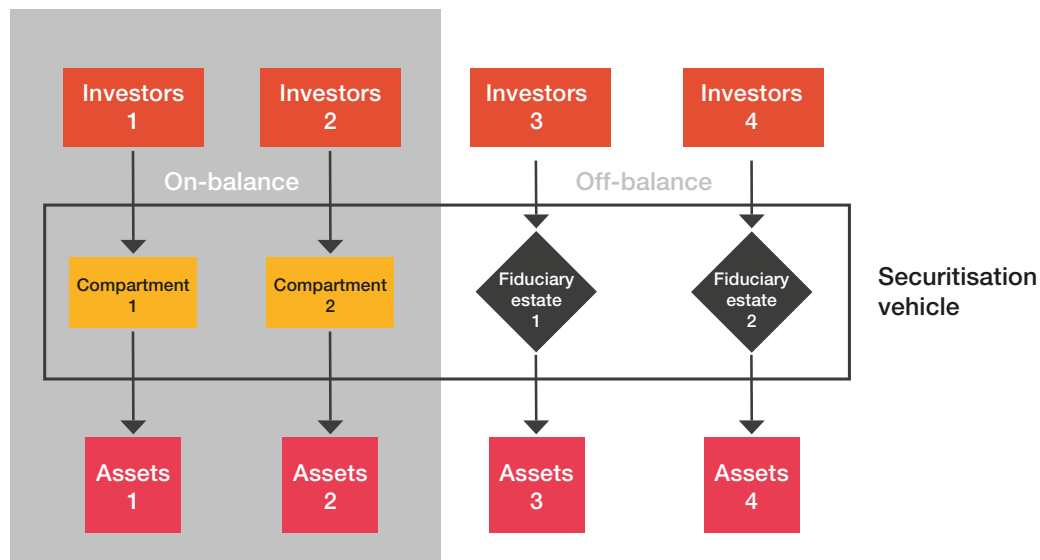 Investors
1
Investors
2
Investors
3
Investors
4
On-balance
Off-balance
Compartment
1
Compartment
2
Fiduciary
estate
1
Fiduciary
estate
2
Securitisation
vehicle
Assets
1
Assets
2
Assets
3
Assets
4